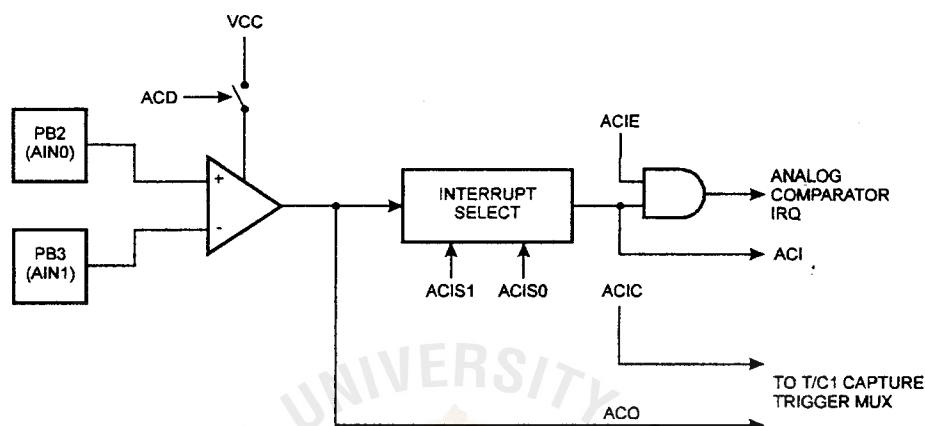 VCC
ACD
PB2
(AIN0)
+
-
PB3
(AIN1)
INTERRUPT
SELECT
ACIS1
ACIS0
ACIE
ANALOG
COMPARATOR
IRQ
ACI
ACIC
TO T/C1 CAPTURE
TRIGGER MUX
ACO
UNIVERSITY